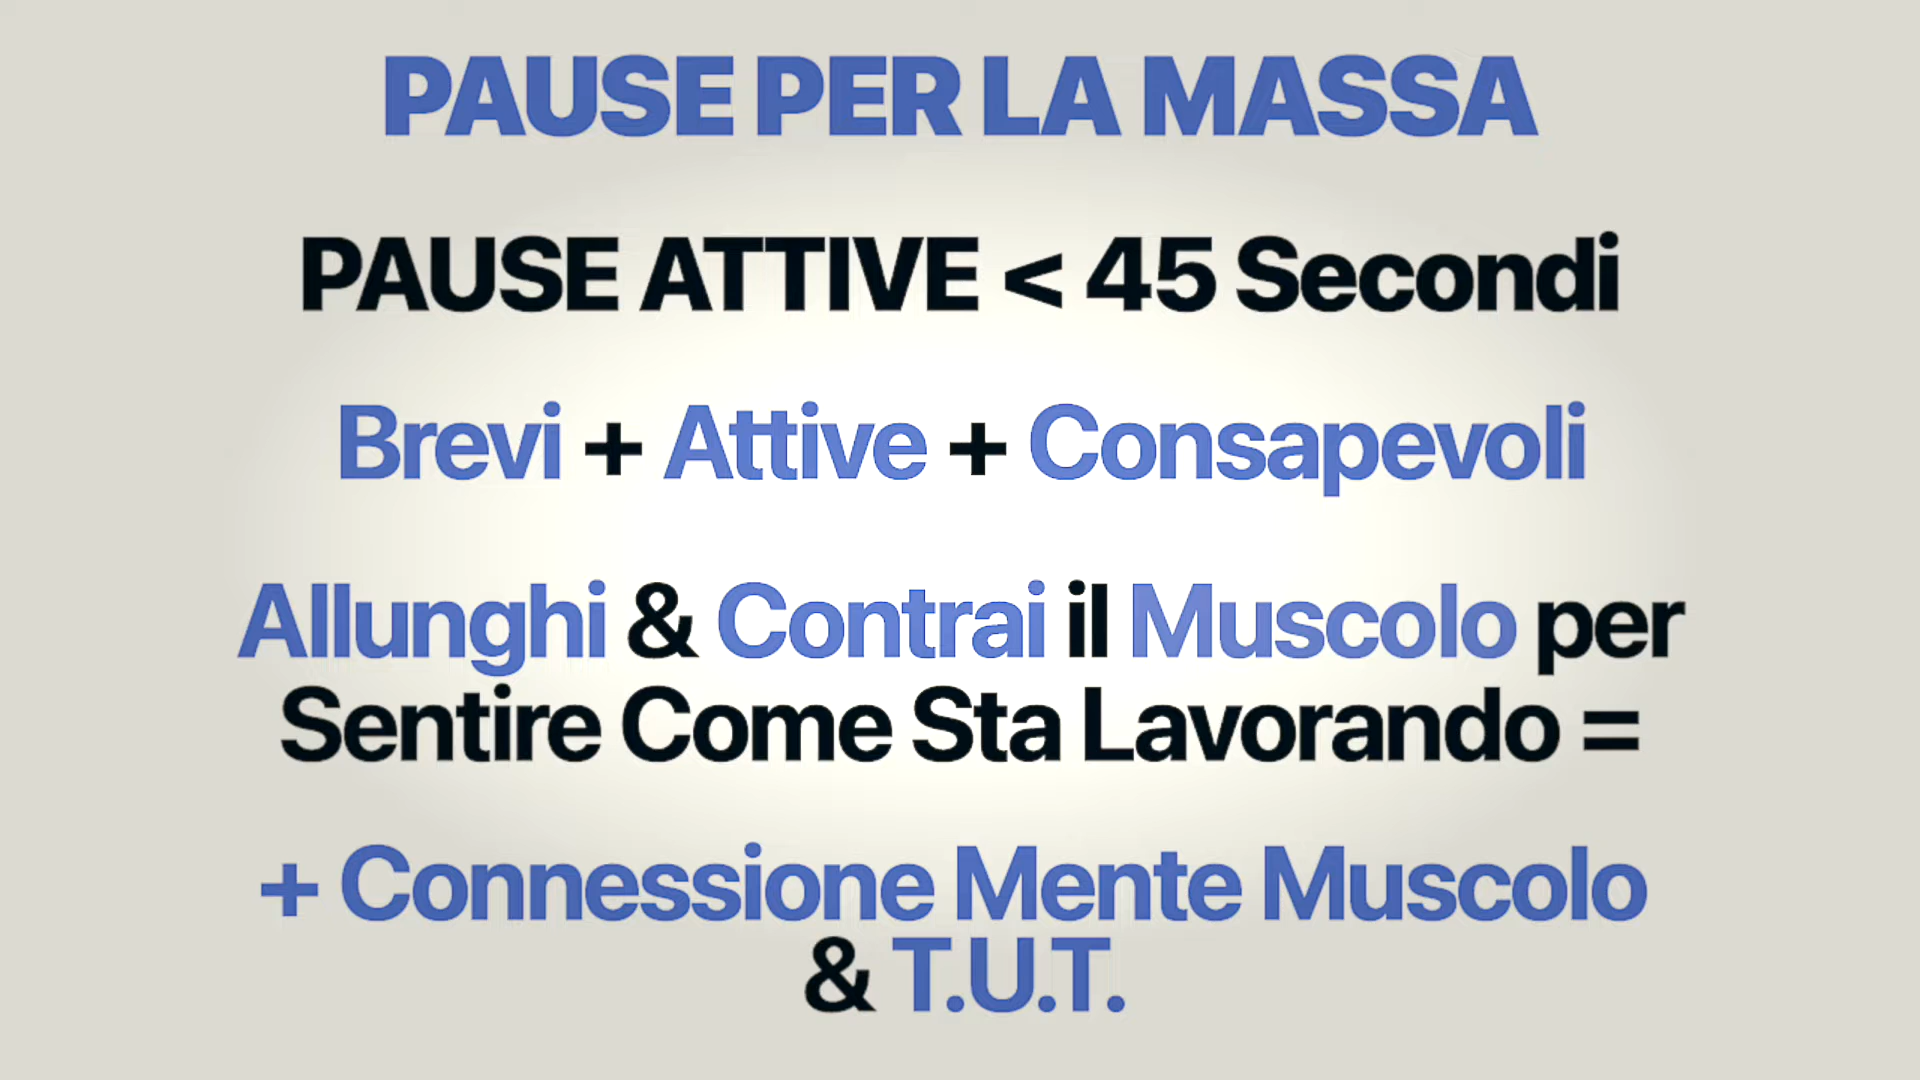 PAUSE PER LA MASSA
PAUSE ATTIVE < 45 Secondi
Brevi + Attive + Consapevoli
Allunghi & Contrai il Muscolo per
Sentire Come Sta Lavorando =
+ Connessione Mente Muscolo
& T.U.T.